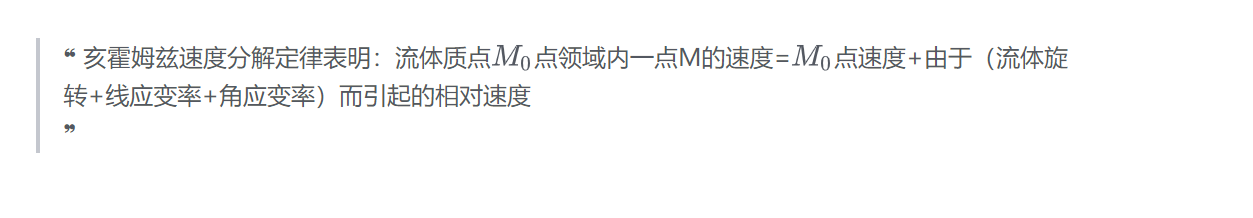 ❝ 亥霍姆兹速度分解定律表明：流体质点M₀点领域内一点M的速度=M₀点速度+由于（流体旋
转+线应变率+角应变率）而引起的相对速度
❞